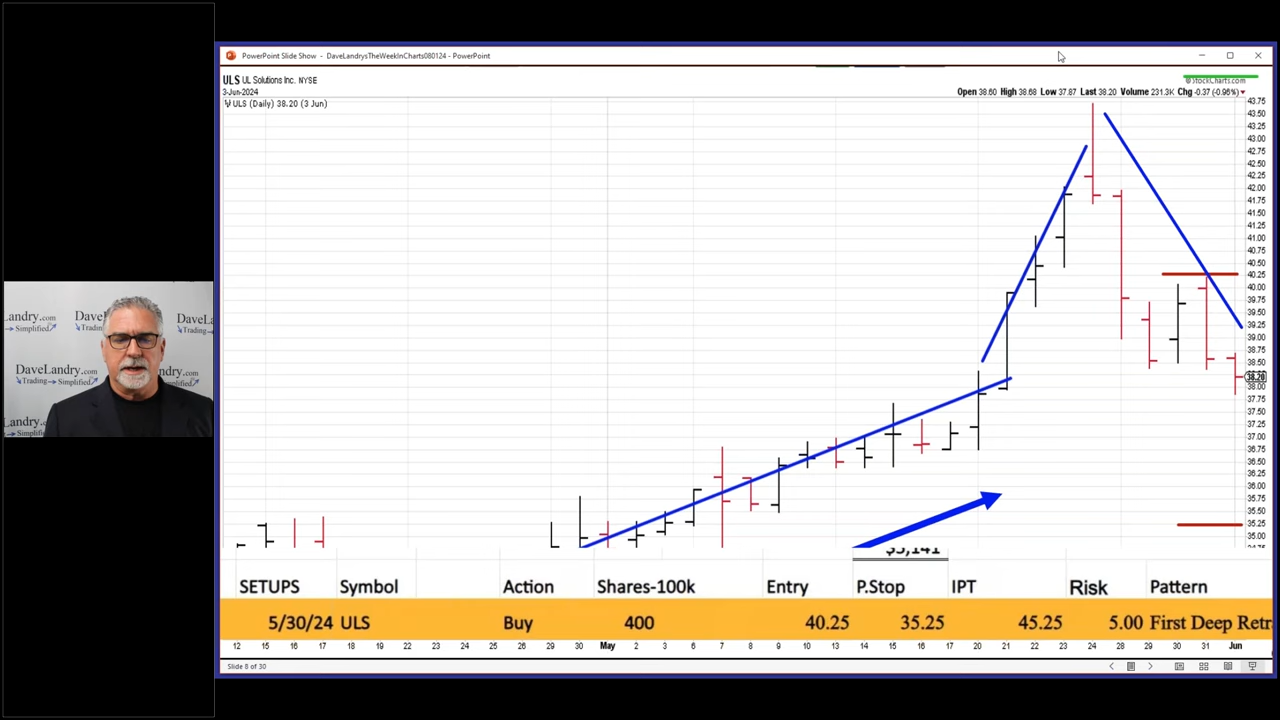 PowerPoint Slide Show - DaveLandrysTheWeekInCharts080124 - PowerPoint
ULS UL Solutions Inc. NYSE
@StockCharts.com
3-Jun-2024
Open 38.60 High 38.68 Low 37.87 Last 38.20 Volume 231.3K Chg -0.37 (-0.96%)
ULS (Daily) 38.20 (3 Jun)
43.75
43.50
43.25
43.00
42.75
42.50
42.25
42.00
41.75
41.50
41.25
41.00
40.75
40.50
40.25
40.00
39.75
39.50
39.25
39.00
38.75
38.50
38.20
38.00
37.75
37.50
37.25
37.00
36.75
36.50
36.25
36.00
35.75
35.50
35.25
35.00
34.75
Landry.com
DaveLandry.com
Trading Simplified
$5,141
SETUPS Symbol Action Shares-100k Entry P.Stop IPT Risk Pattern
5/30/24 ULS Buy 400 40.25 35.25 45.25 5.00 First Deep Retr
12 15 16 17 25 29 30 May 2 3 6 7 8 9 10 13 14 15 16 17 20 21 22 23 24 28 29 30 31 Jun
Slide 8 of 30